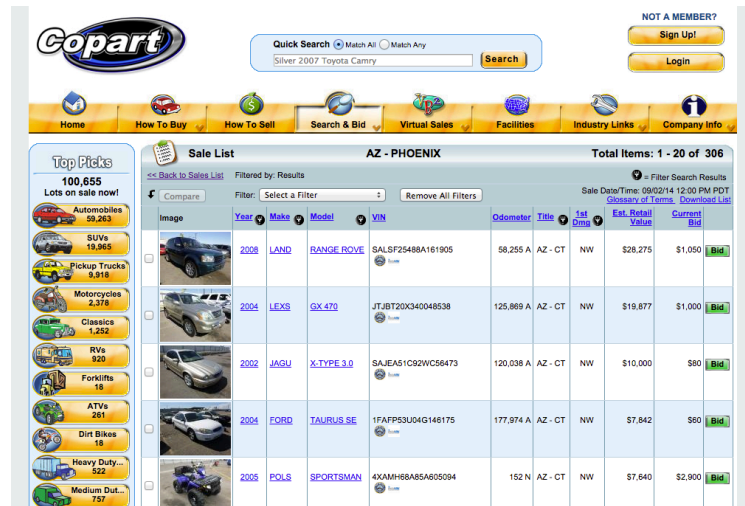 Copart
NOT A MEMBER?
Sign Up!
Login
Quick Search Match All Match Any
Silver 2007 Toyota Camry
Search
Home
How To Buy
How To Sell
Search & Bid
Virtual Sales
Facilities
Industry Links
Company Info
Top Picks
100,655
Lots on sale now!
Automobiles
59,263
SUVs
19,965
Pickup Trucks
9,918
Motorcycles
2,378
Classics
1,252
RVs
920
Forklifts
18
ATVs
261
Dirt Bikes
18
Heavy Duty...
522
Medium Dut...
757
Sale List
AZ - PHOENIX
Total Items: 1 - 20 of 306
<< Back to Sales List
Filtered by: Results
= Filter Search Results
Sale Date/Time: 09/02/14 12:00 PM PDT
Glossary of Terms Download List
Compare
Filter: Select a Filter
Remove All Filters
Image Year Make Model VIN Odometer Title 1st Dmg Est. Retail Value Current Bid
2008 LAND RANGE ROVE SALSF25488A161905 58,255 A AZ - CT NW $28,275 $1,050 Bid
2004 LEXS GX 470 JTJBT20X340048538 125,869 A AZ - CT NW $19,877 $1,000 Bid
2002 JAGU X-TYPE 3.0 SAJEA51C92WC56473 120,038 A AZ - CT NW $10,000 $80 Bid
2004 FORD TAURUS SE 1FAFP53U04G146175 177,974 A AZ - CT NW $7,842 $60 Bid
2005 POLS SPORTSMAN 4XAMH68A85A605094 152 N AZ - CT NW $7,640 $2,900 Bid